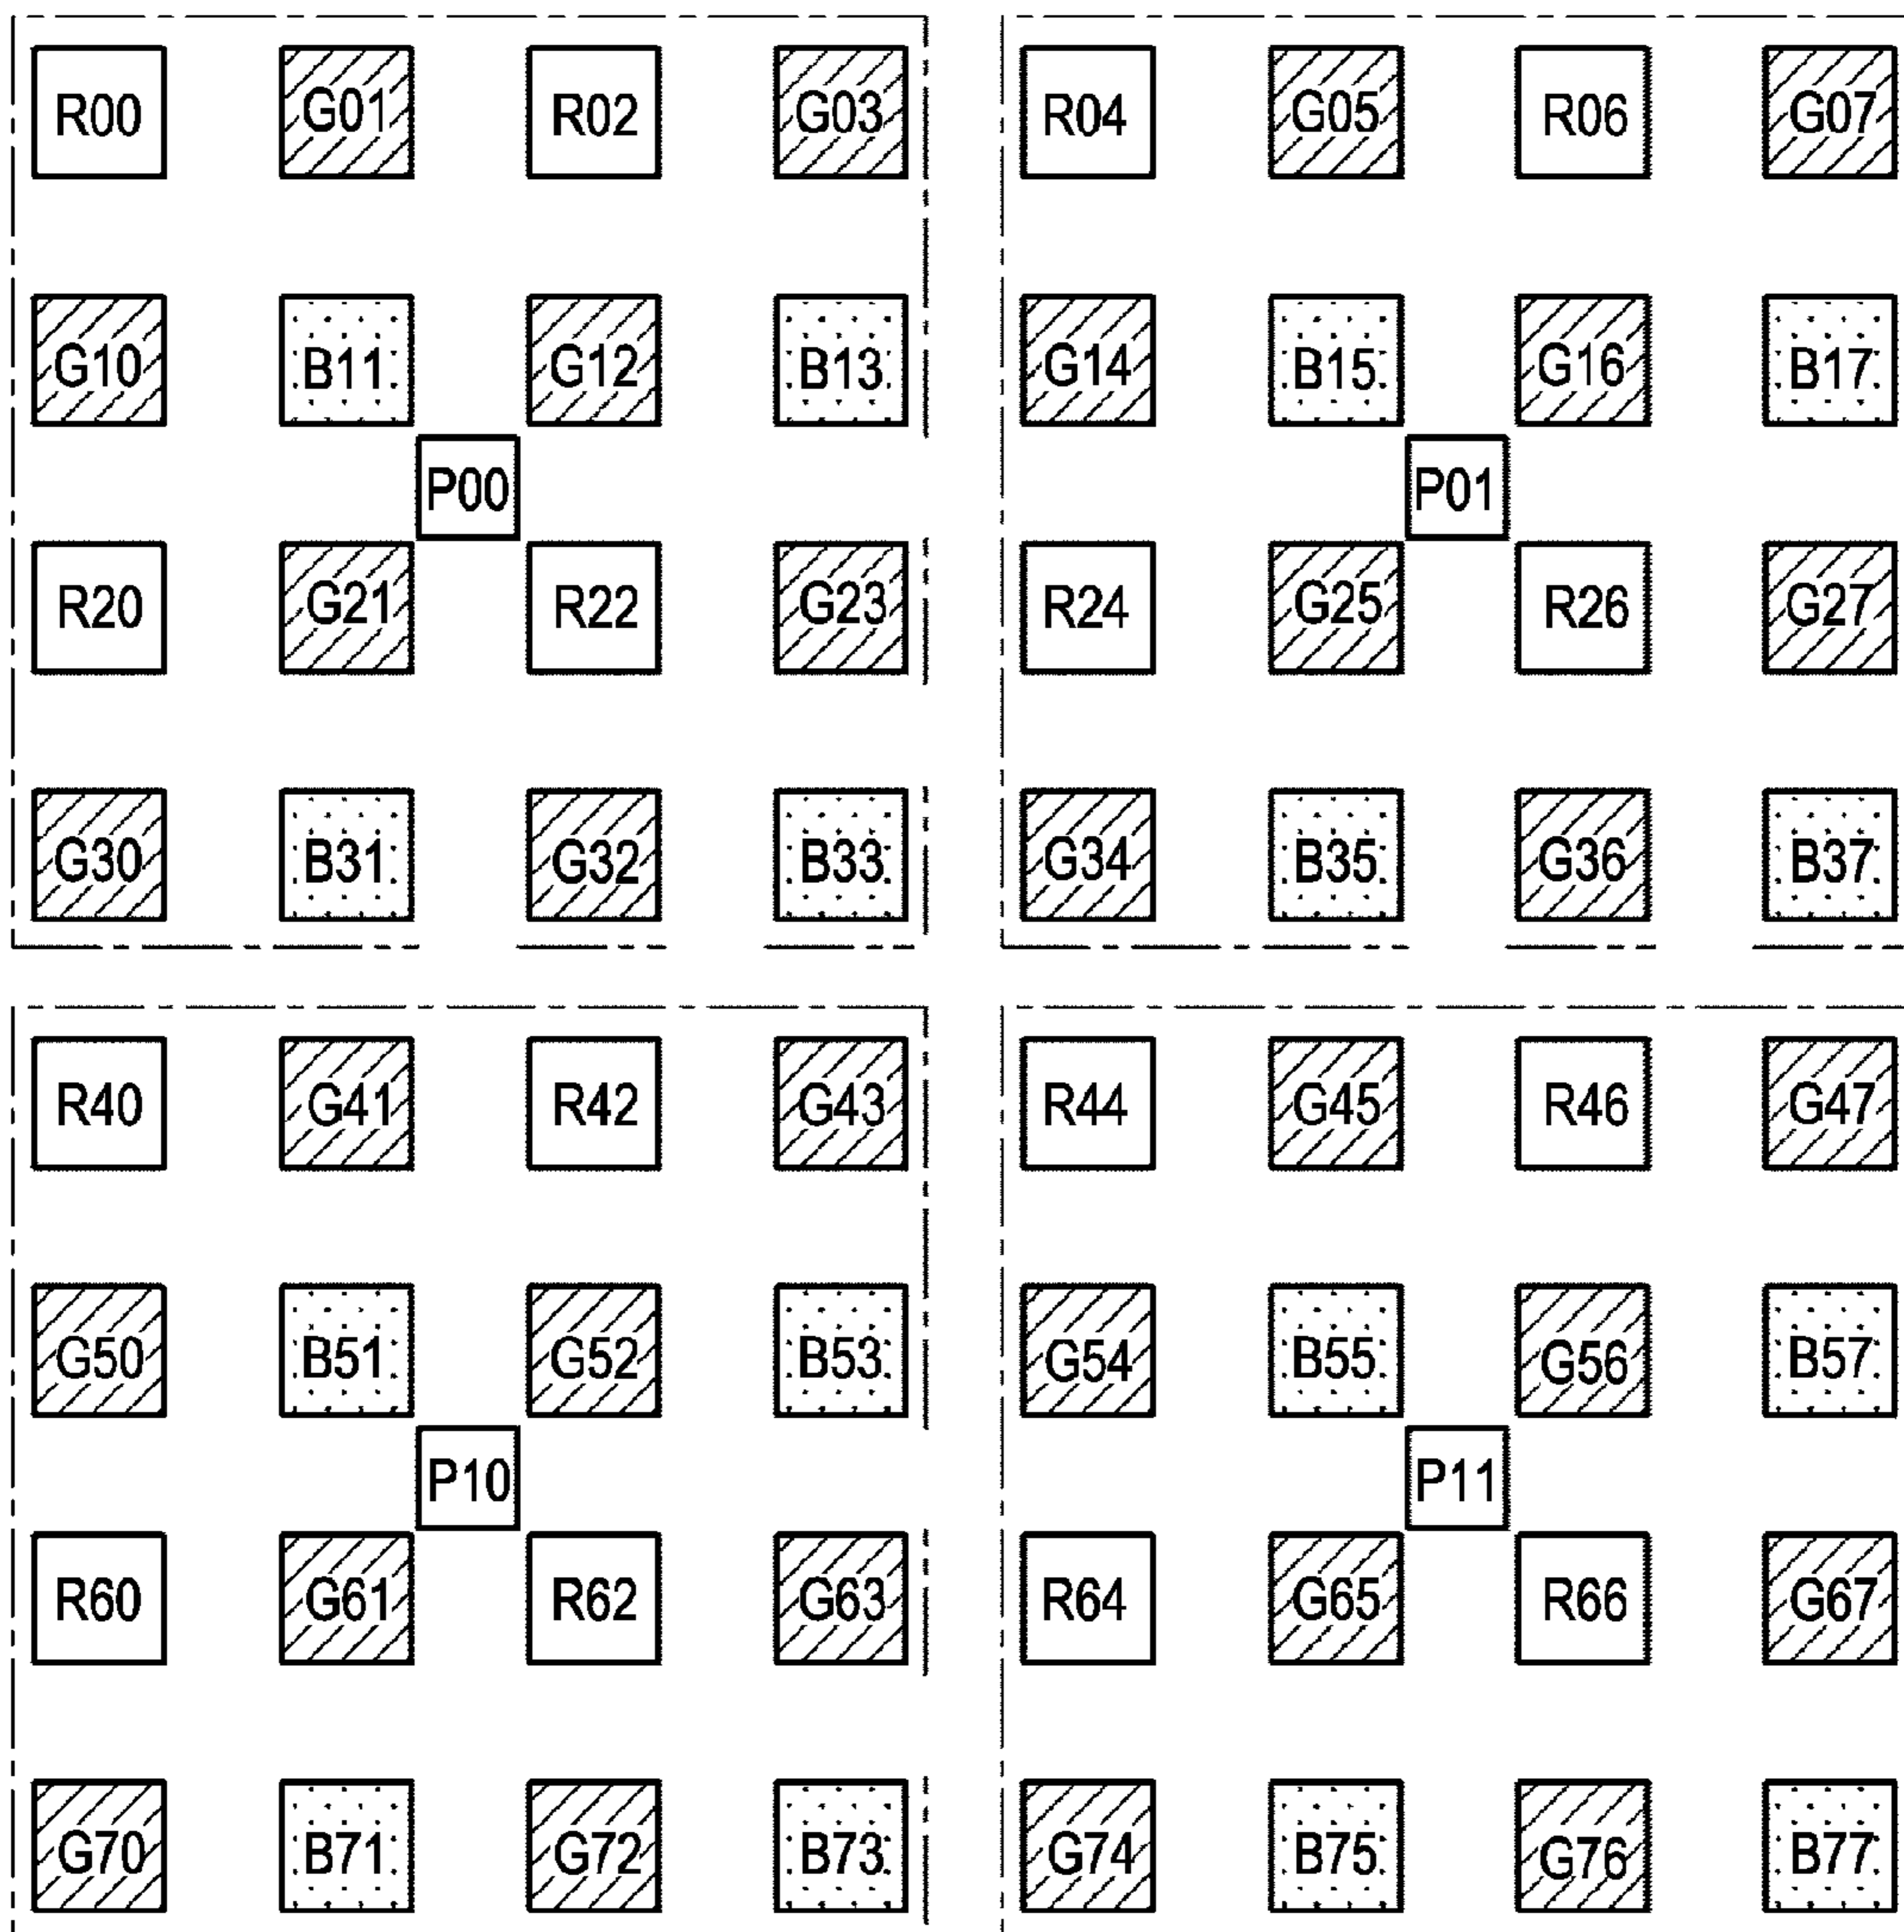 R00 G01 R02 G03 R04 G05 R06 G07
G10 B11 G12 B13 G14 B15 G16 B17
P00 P01
R20 G21 R22 G23 R24 G25 R26 G27
G30 B31 G32 B33 G34 B35 G36 B37
R40 G41 R42 G43 R44 G45 R46 G47
G50 B51 G52 B53 G54 B55 G56 B57
P10 P11
R60 G61 R62 G63 R64 G65 R66 G67
G70 B71 G72 B73 G74 B75 G76 B77